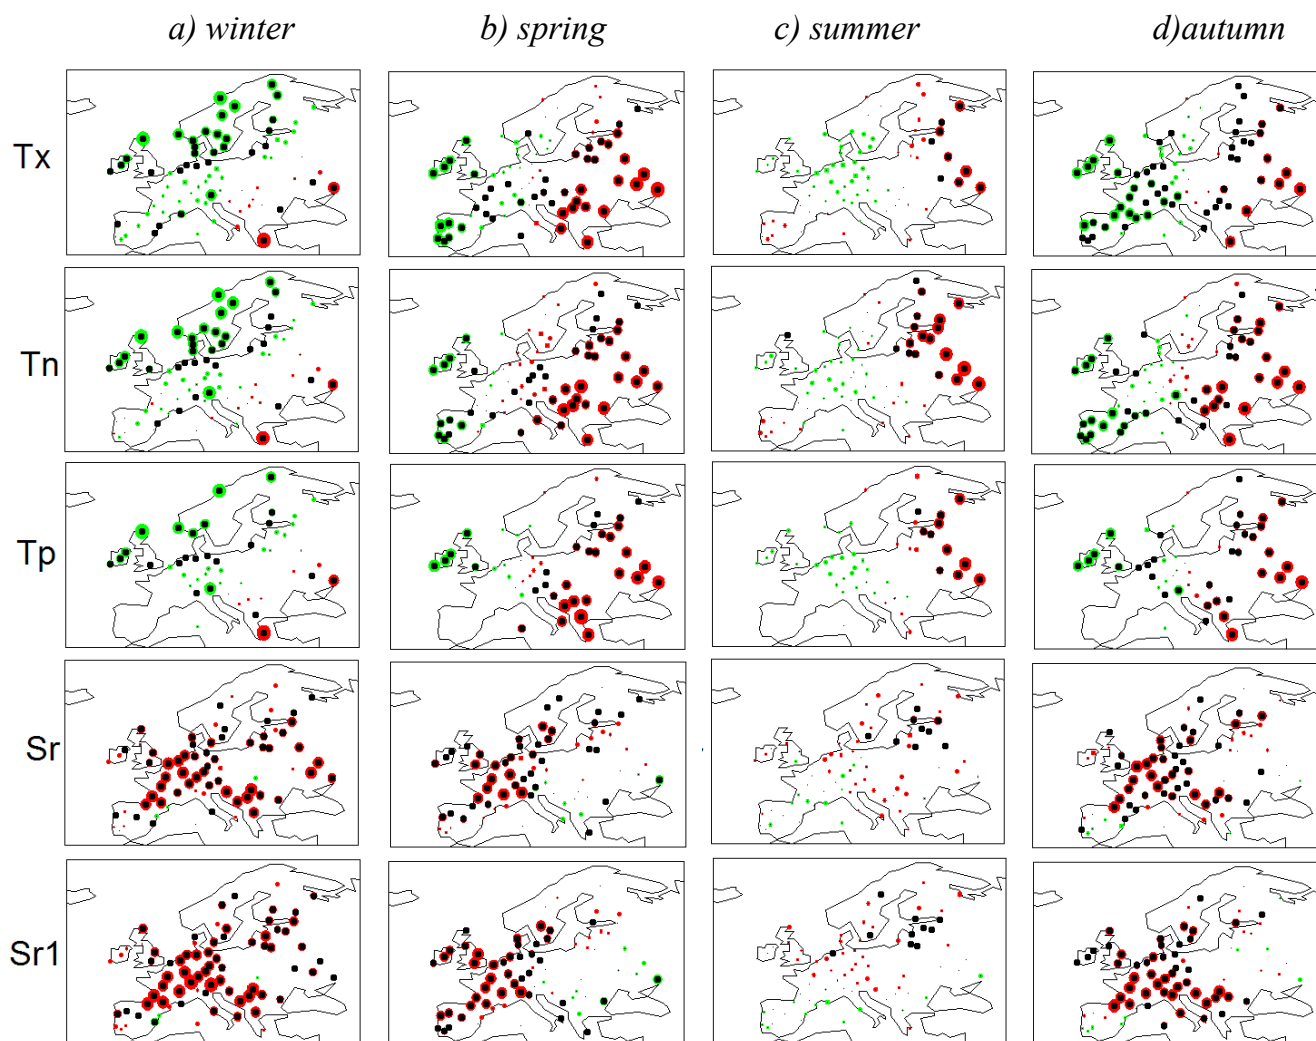 a) winter b) spring c) summer d)autumn
Tx
Tn
Tp
Sr
Sr1